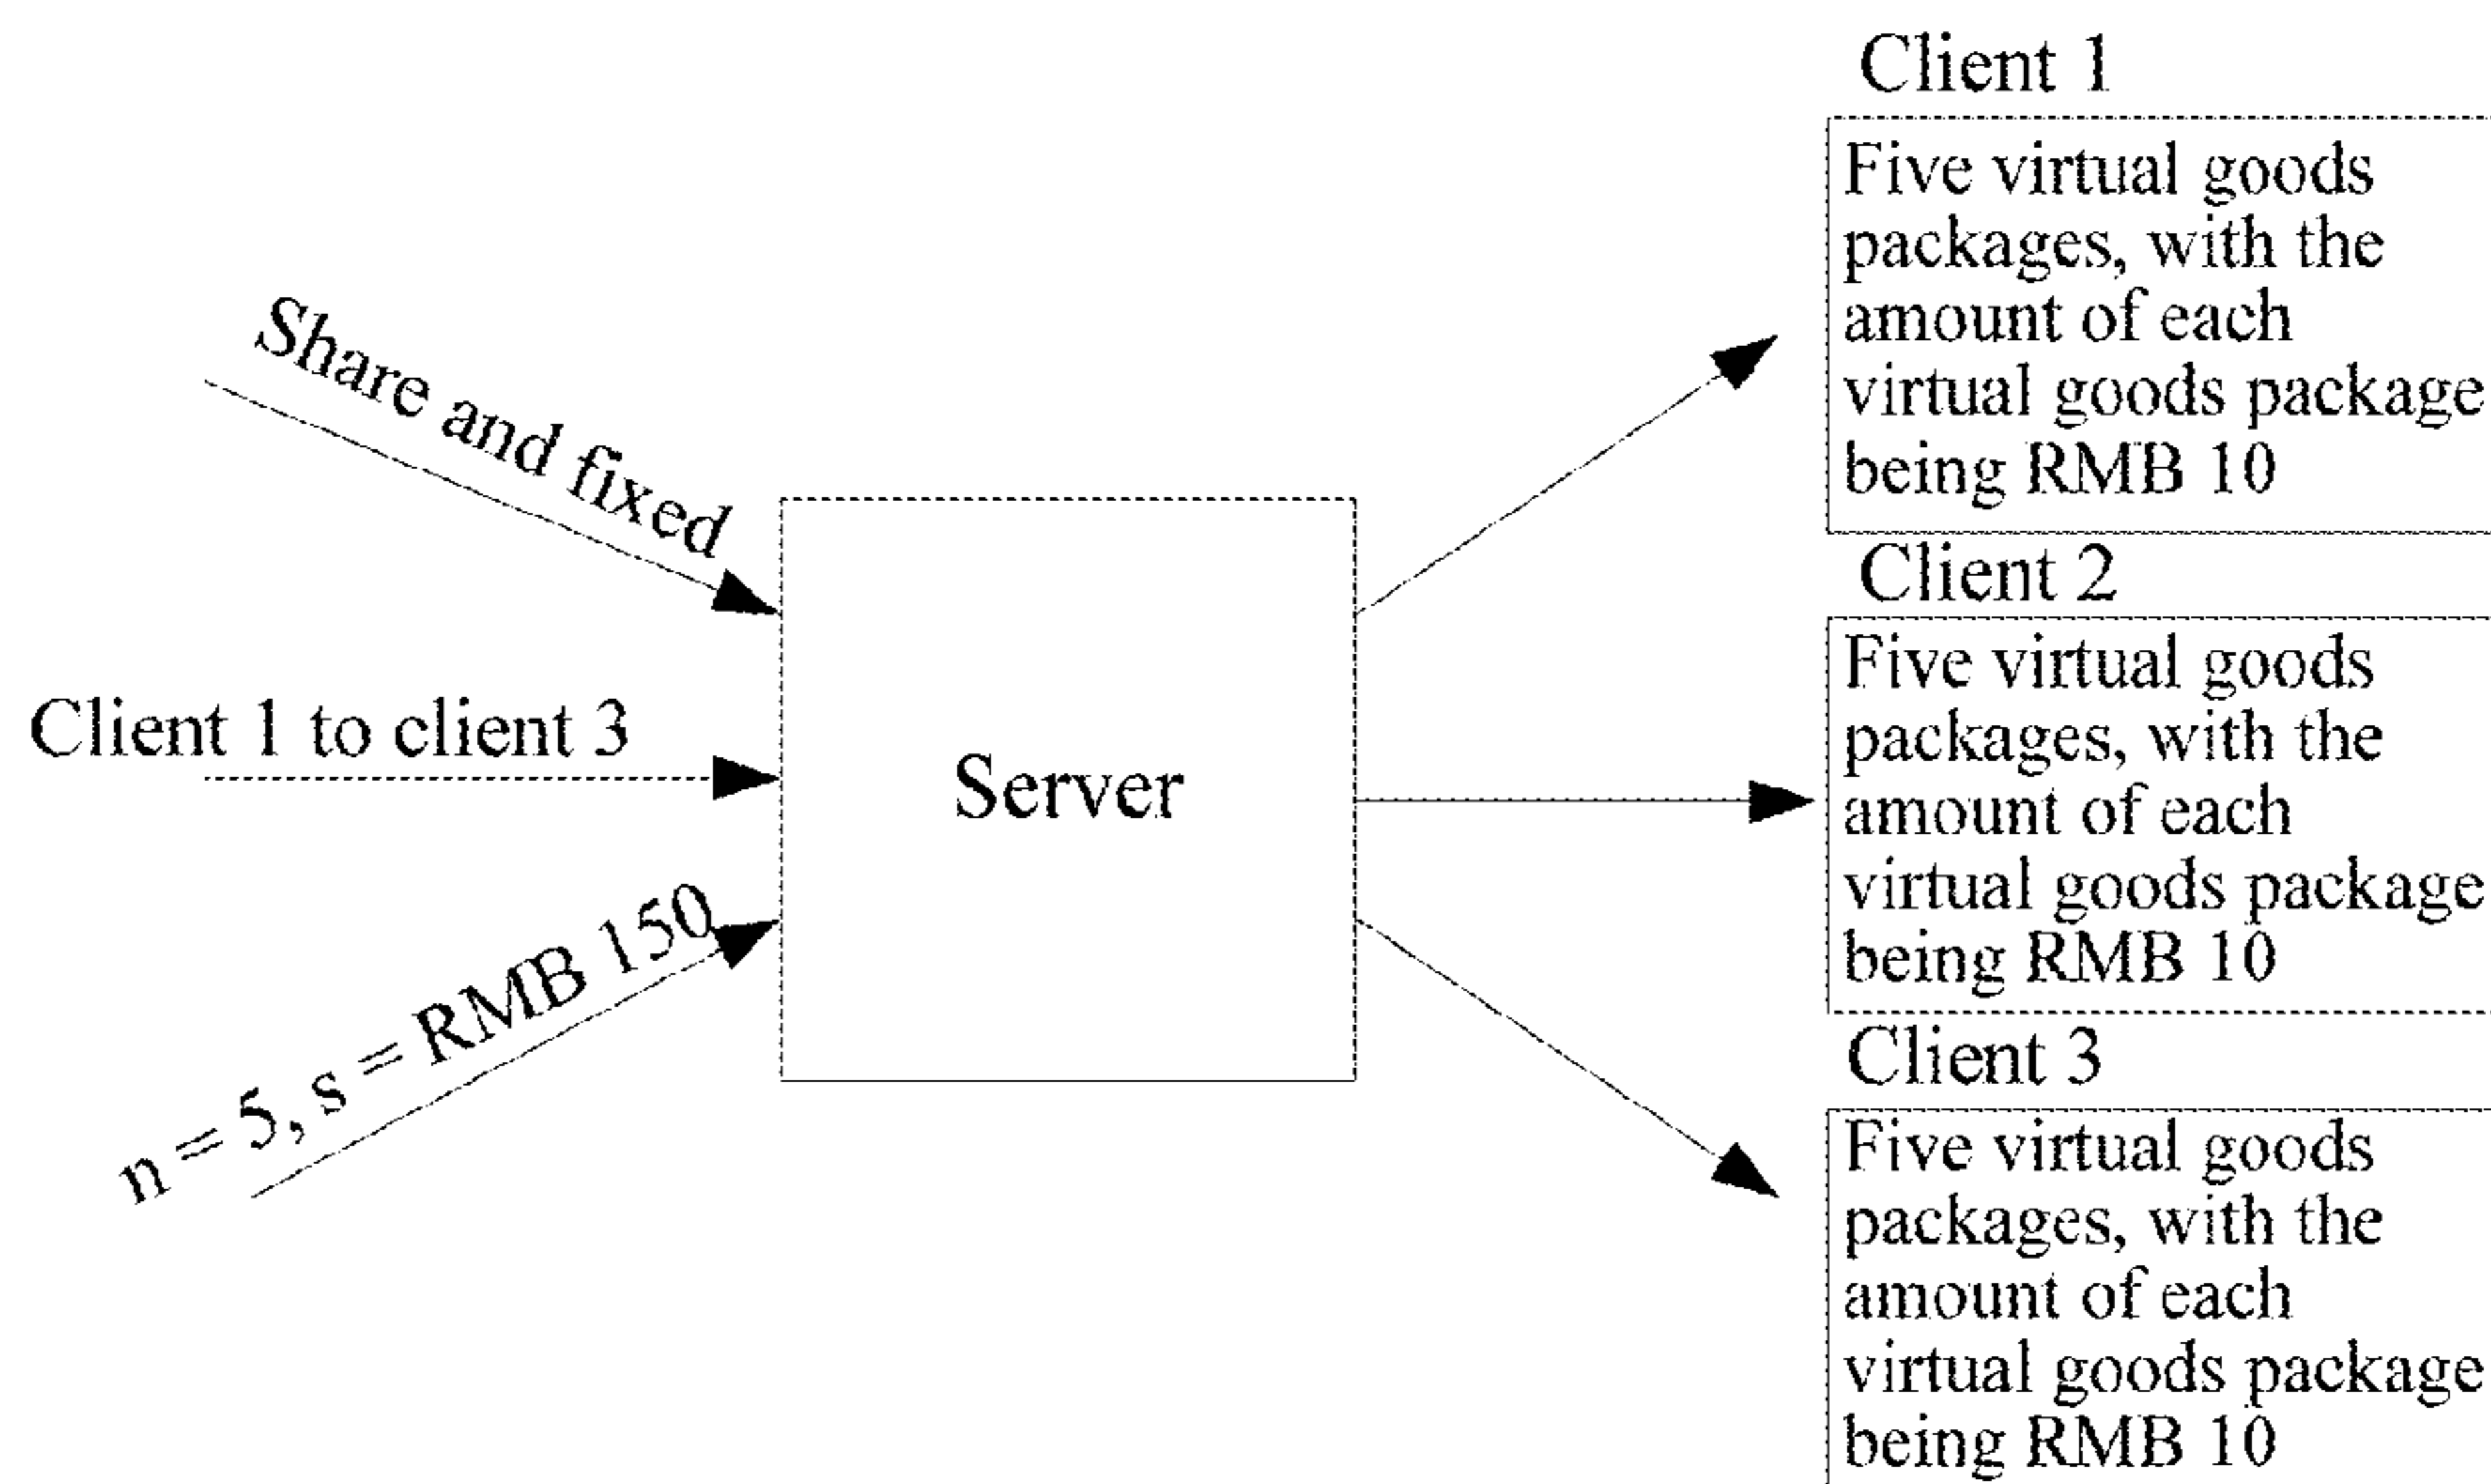 Share and fixed
Client 1 to client 3
n = 5, s = RMB 150
Server
Client 1
Five virtual goods
packages, with the
amount of each
virtual goods package
being RMB 10
Client 2
Five virtual goods
packages, with the
amount of each
virtual goods package
being RMB 10
Client 3
Five virtual goods
packages, with the
amount of each
virtual goods package
being RMB 10